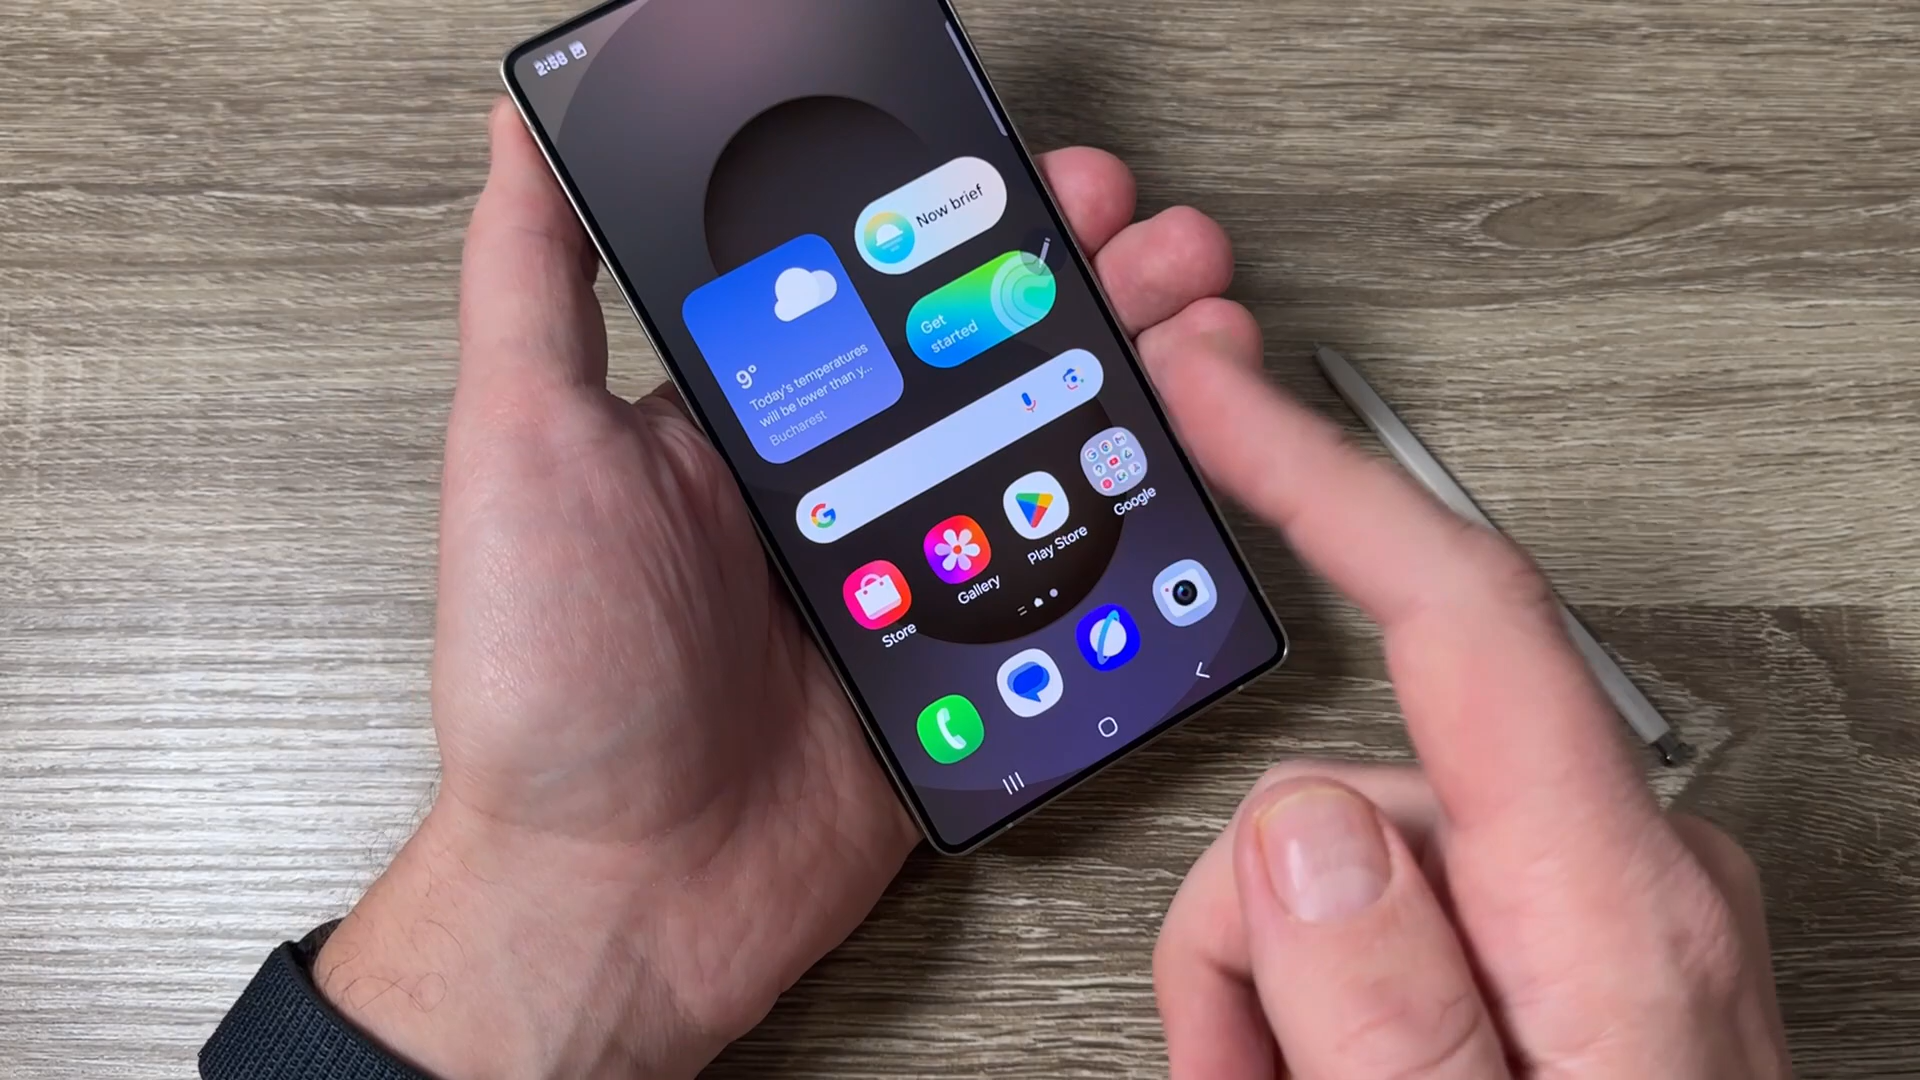 2:58
Now brief
Get
started
9°
Today's temperatures
will be lower than y...
Bucharest
Store
Gallery
Play Store
Google